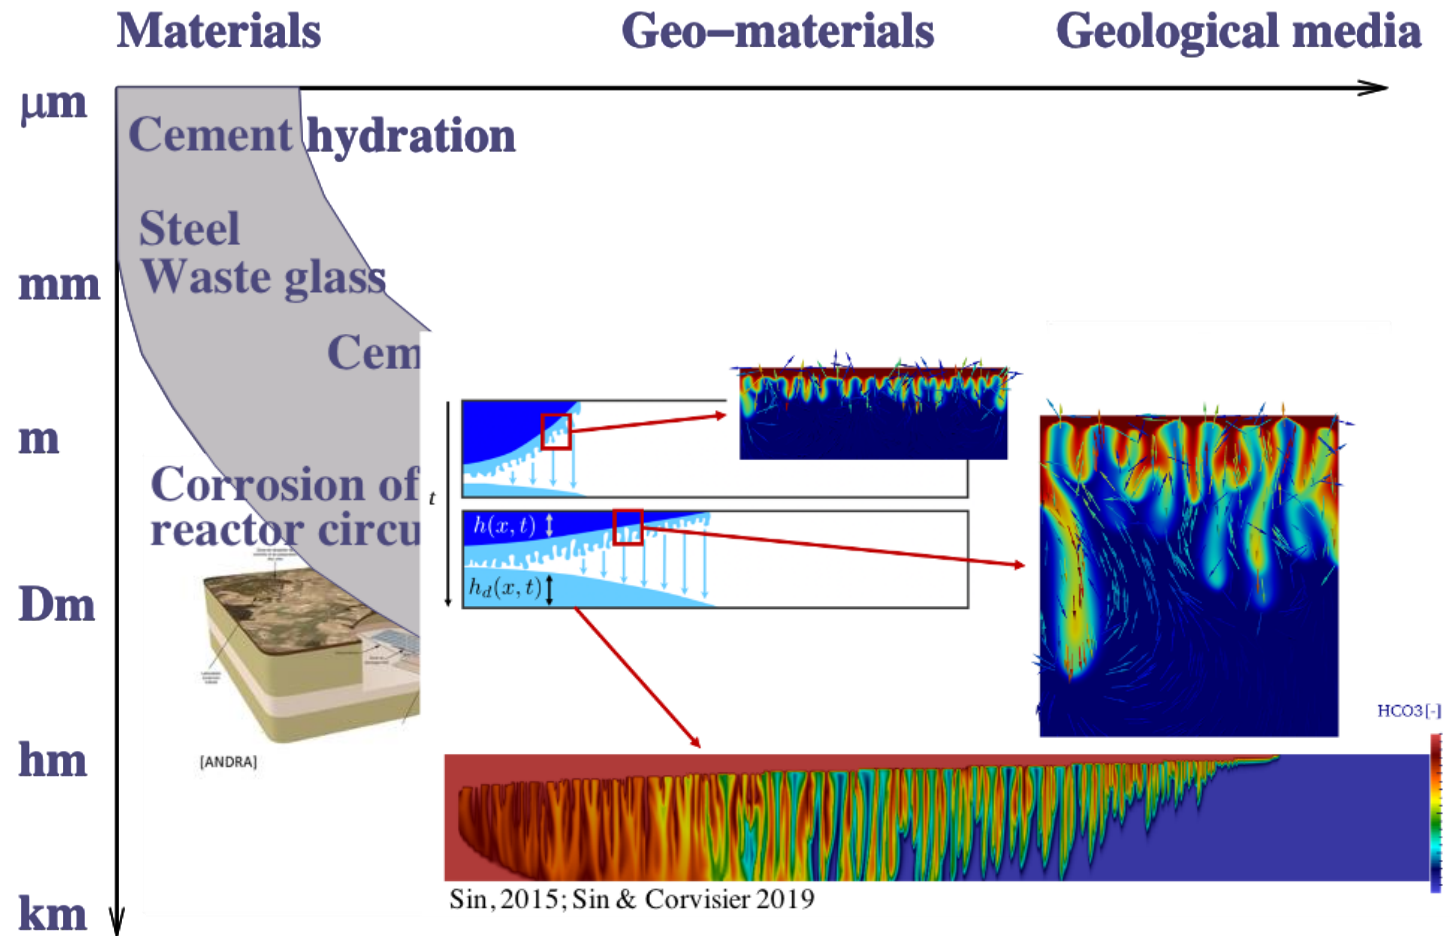 Materials
Geo–materials
Geological media
μm
Cement hydration
Steel
Waste glass
mm
Cem
m
Corrosion of
reactor circu
t
h(x, t)
h_d(x, t)
Dm
[ANDRA]
hm
HCO3[-]
Sin, 2015; Sin & Corvisier 2019
km